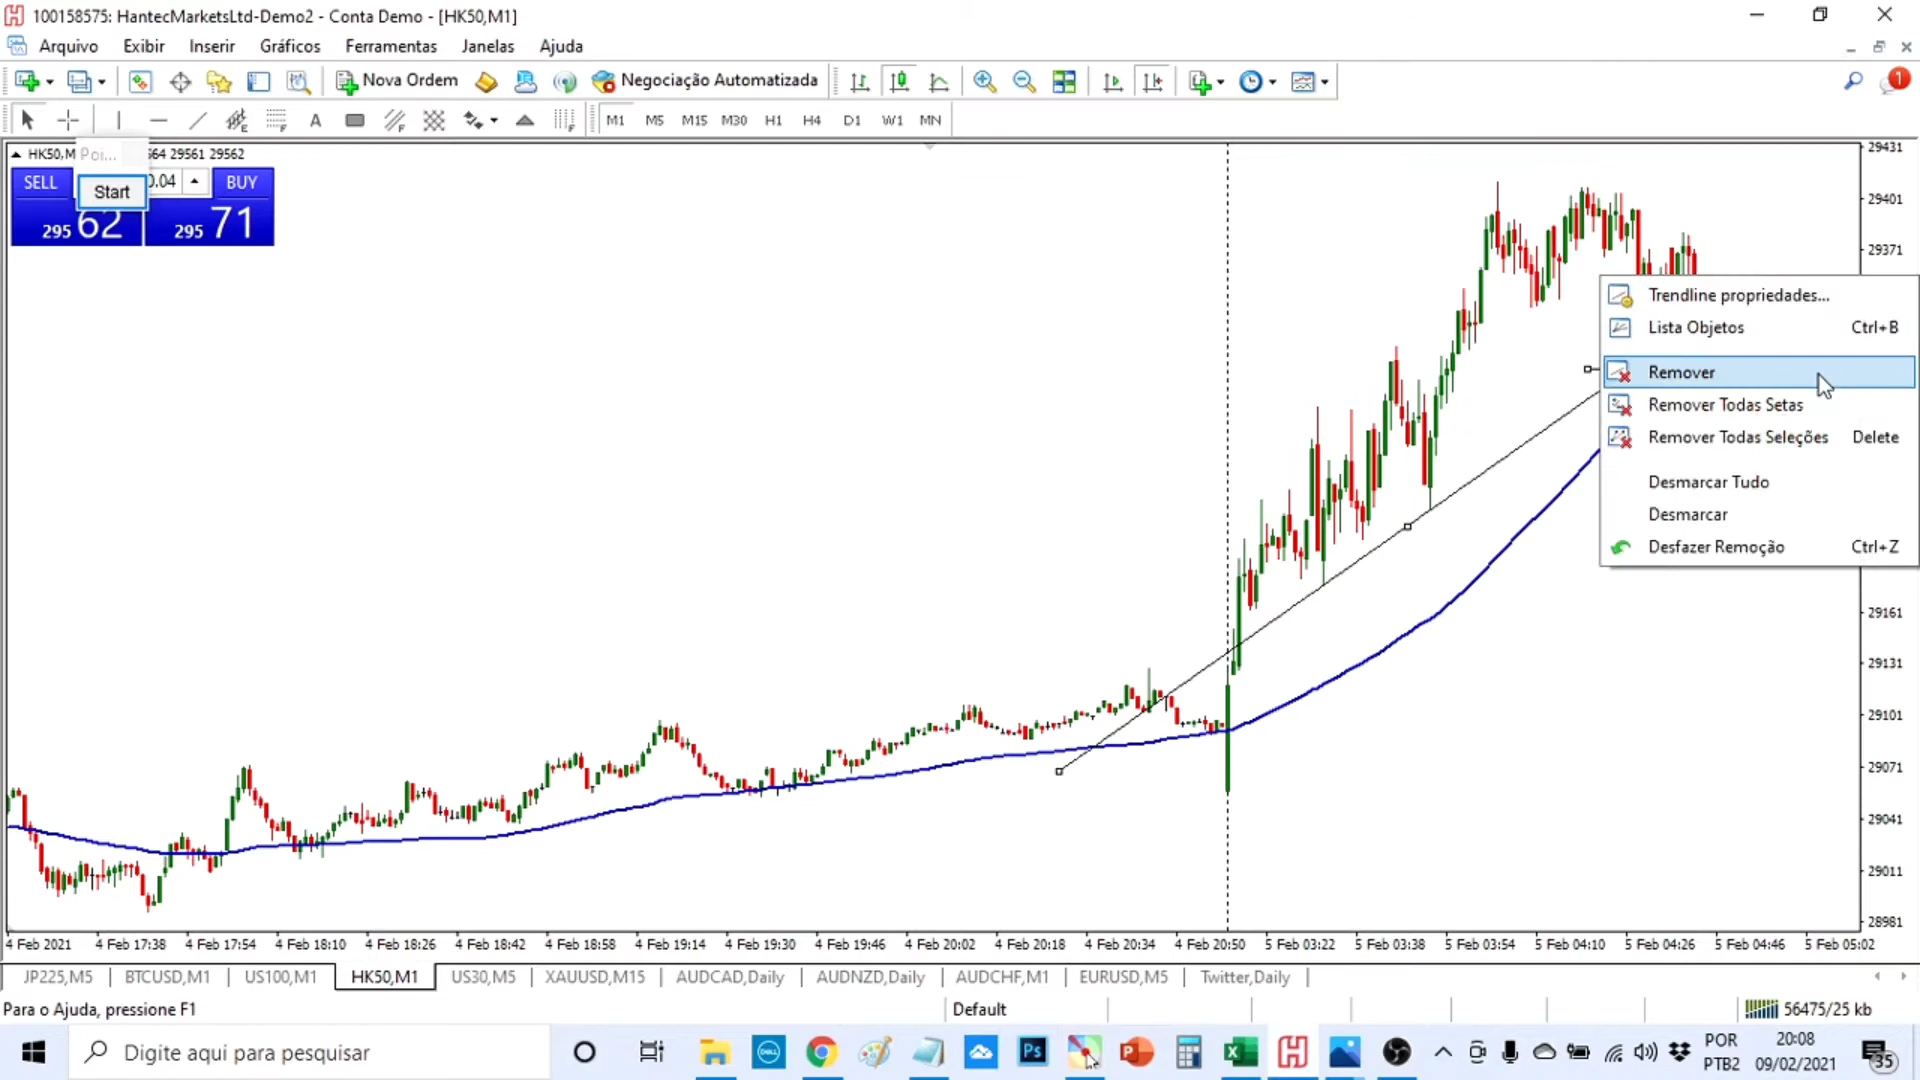 100158575: HantecMarketsLtd-Demo2 - Conta Demo - [HK50,M1]
Arquivo Exibir Inserir Gráficos Ferramentas Janelas Ajuda
Nova Ordem Negociação Automatizada 1
A M1 M5 M15 M30 H1 H4 D1 W1 MN
HK50,M Poi... 64 29561 29562
SELL Start 0.04 BUY
295 62 295 71
29431
29401
29371
Trendline propriedades...
Lista Objetos Ctrl+B
Remover
Remover Todas Setas
Remover Todas Seleções Delete
Desmarcar Tudo
Desmarcar
Desfazer Remoção Ctrl+Z
29161
29131
29101
29071
29041
29011
28981
4 Feb 2021 4 Feb 17:38 4 Feb 17:54 4 Feb 18:10 4 Feb 18:26 4 Feb 18:42 4 Feb 18:58 4 Feb 19:14 4 Feb 19:30 4 Feb 19:46 4 Feb 20:02 4 Feb 20:18 4 Feb 20:34 4 Feb 20:50 5 Feb 03:22 5 Feb 03:38 5 Feb 03:54 5 Feb 04:10 5 Feb 04:26 5 Feb 04:46 5 Feb 05:02
JP225,M5 BTCUSD,M1 US100,M1 HK50,M1 US30,M5 XAUUSD,M15 AUDCAD,Daily AUDNZD,Daily AUDCHF,M1 EURUSD,M5 Twitter,Daily
Para o Ajuda, pressione F1 Default 56475/25 kb
Digite aqui para pesquisar DELL Ps POR 20:08
PTB2 09/02/2021 35